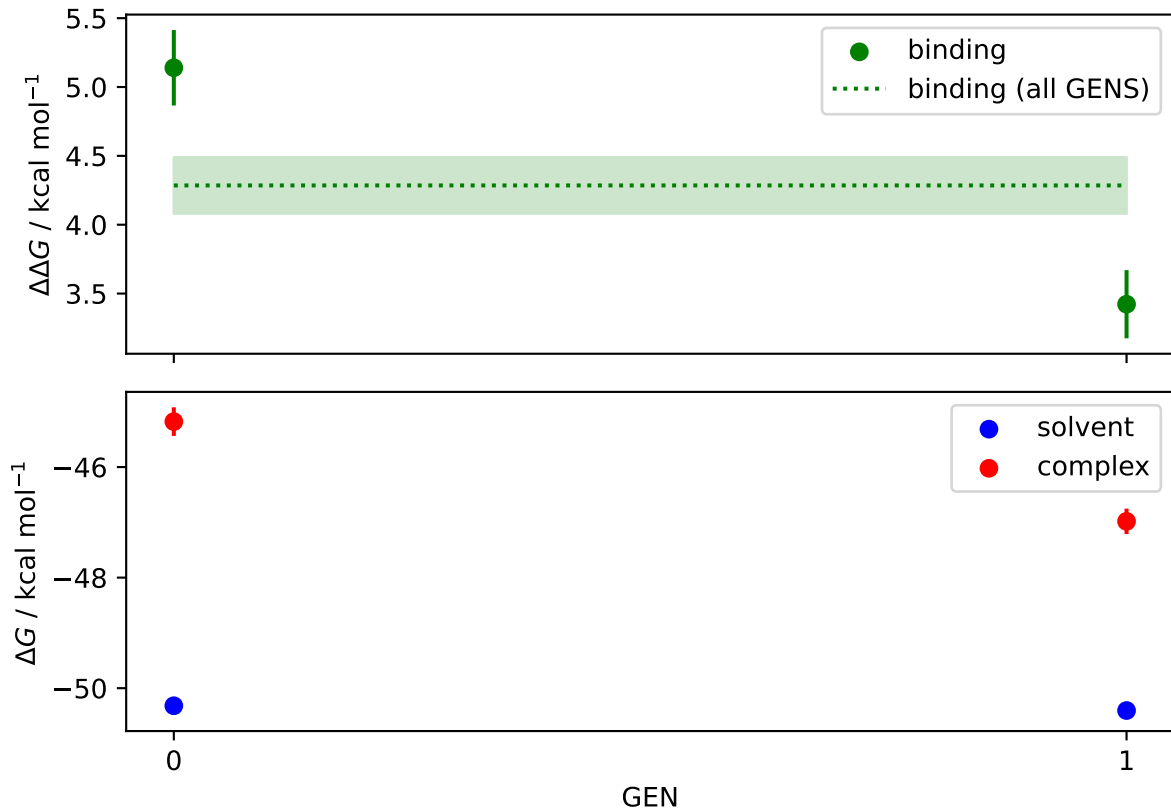 5.5
5.0
4.5
4.0
3.5
ΔΔG / kcal mol⁻¹
binding
binding (all GENS)
−46
−48
−50
ΔG / kcal mol⁻¹
solvent
complex
0
1
GEN